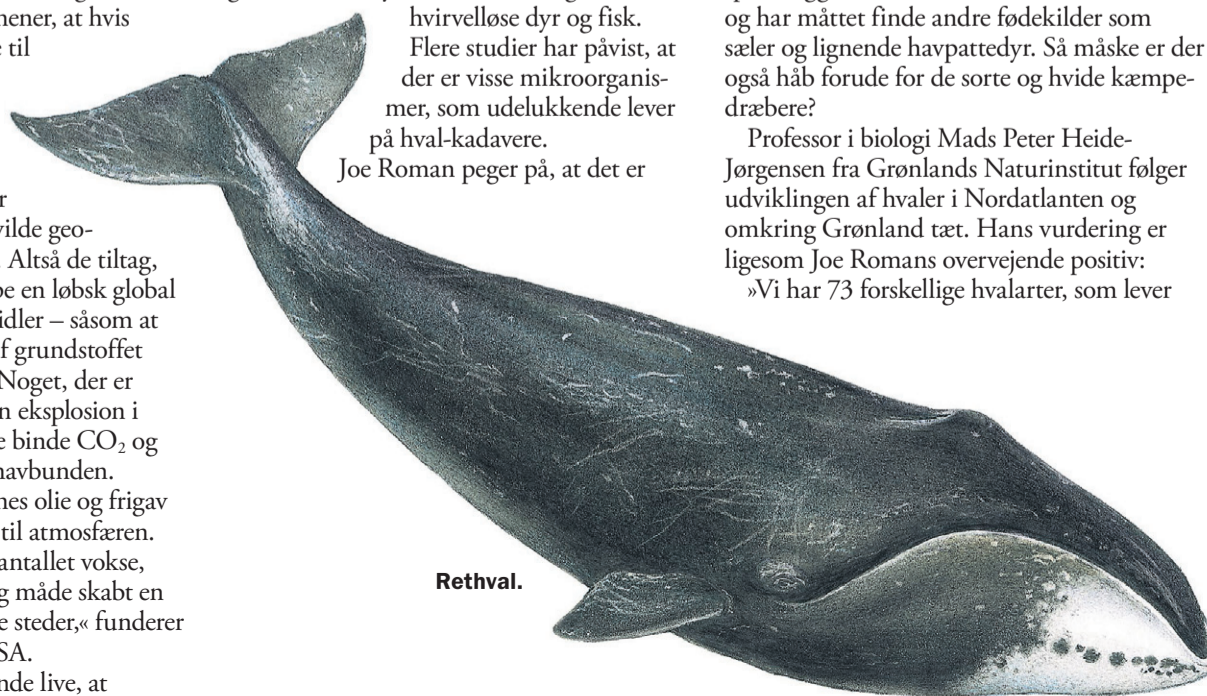 mener, at hvis
til
vilde geo-
Altså de tiltag,
en løbsk global
såsom at
grundstoffet
Noget, der er
eksplosion i
binde CO₂ og
havbunden.
olie og frigav
til atmosfæren.
antallet vokse,
måde skabt en
steder,« funderer
live, at
hvirvelløse dyr og fisk.
Flere studier har påvist, at
der er visse mikroorganis-
mer, som udelukkende lever
på hval-kadavere.
Joe Roman peger på, at det er
Rethval.
og har måttet finde andre fødekilder som
sæler og lignende havpattedyr. Så måske er der
også håb forude for de sorte og hvide kæmpe-
dræbere?
Professor i biologi Mads Peter Heide-
Jørgensen fra Grønlands Naturinstitut følger
udviklingen af hvaler i Nordatlanten og
omkring Grønland tæt. Hans vurdering er
ligesom Joe Romans overvejende positiv:
»Vi har 73 forskellige hvalarter, som lever